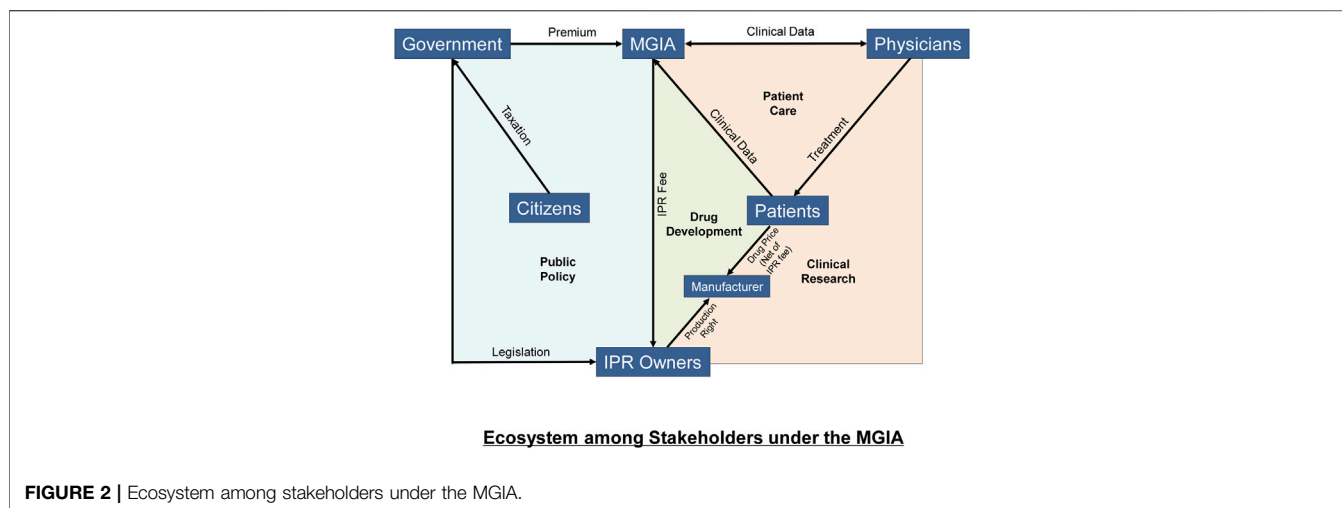 Government
Premium
MGIA
Clinical Data
Physicians
Taxation
Patient
Care
Clinical Data
Treatment
IPR Fee
Citizens
Patients
Drug
Development
Drug Price
(Net of
IPR fee)
Public
Policy
Clinical
Research
Manufacturer
Production
Right
Legislation
IPR Owners
Ecosystem among Stakeholders under the MGIA
FIGURE 2 | Ecosystem among stakeholders under the MGIA.